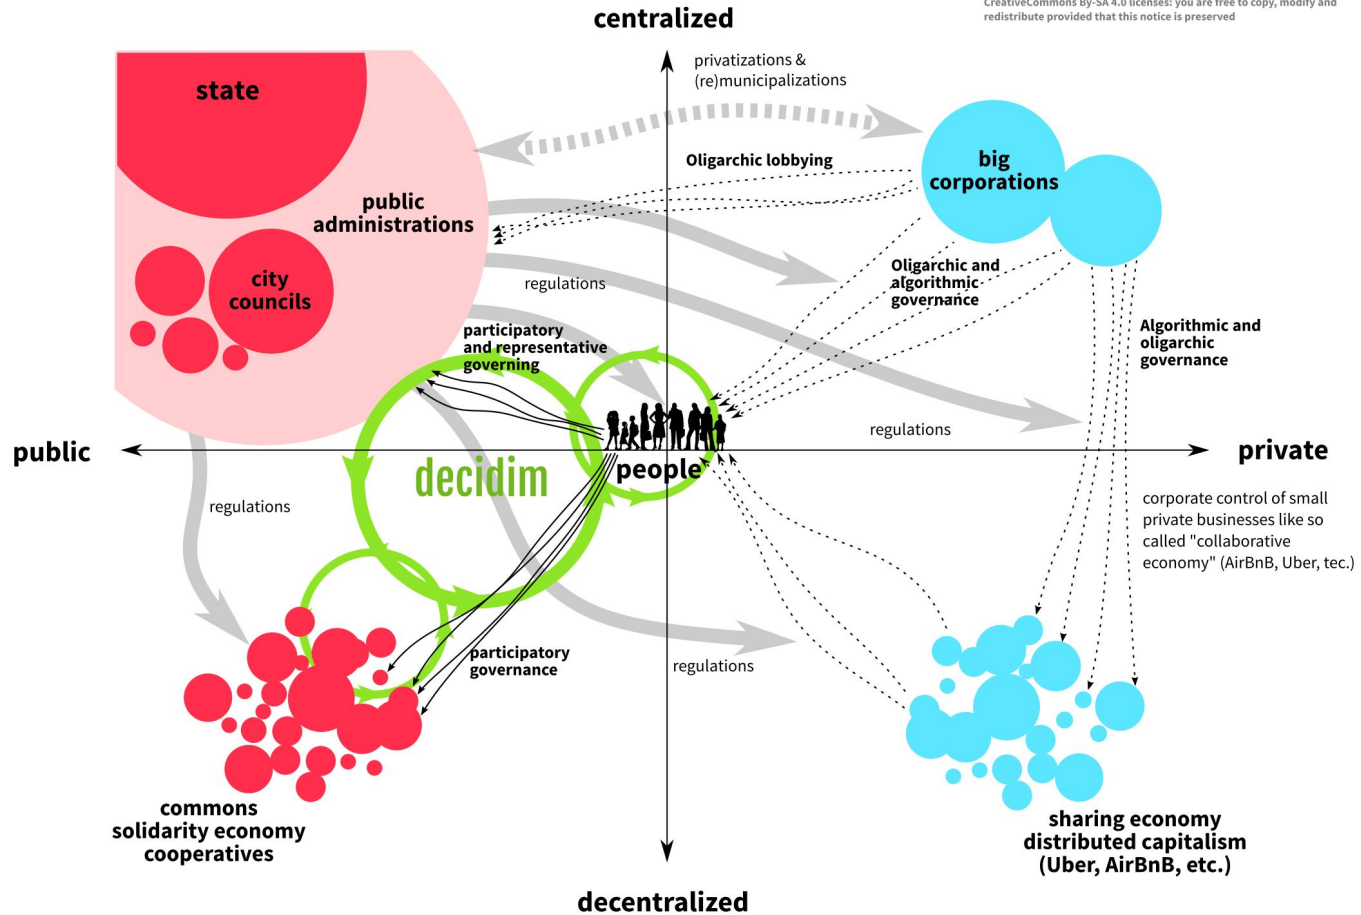 CreativeCommons By-SA 4.0 licenses: you are free to copy, modify and
redistribute provided that this notice is preserved
centralized
privatizations &
(re)municipalizations
state
Oligarchic lobbying
big
corporations
public
administrations
city
councils
regulations
Oligarchic and
algorithmic
governance
participatory
and representative
governing
Algorithmic and
oligarchic
governance
regulations
public
private
people
decidim
regulations
corporate control of small
private businesses like so
called "collaborative
economy" (AirBnB, Uber, tec.)
participatory
governance
regulations
commons
solidarity economy
cooperatives
sharing economy
distributed capitalism
(Uber, AirBnB, etc.)
decentralized